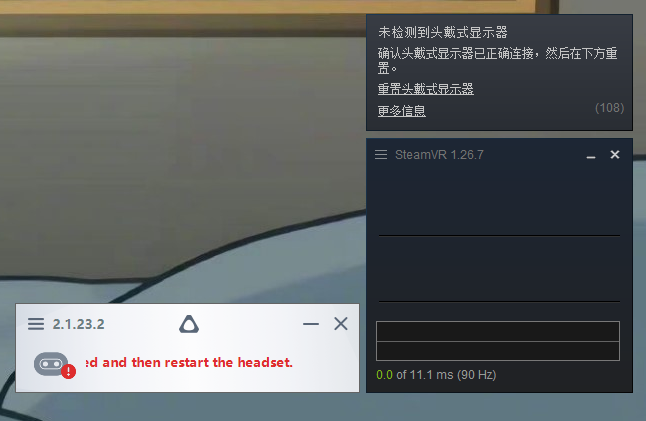 未检测到头戴式显示器
确认头戴式显示器已正确连接，然后在下方重
置。
重置头戴式显示器
更多信息
(108)
SteamVR 1.26.7
2.1.23.2
ed and then restart the headset.
0.0 of 11.1 ms (90 Hz)